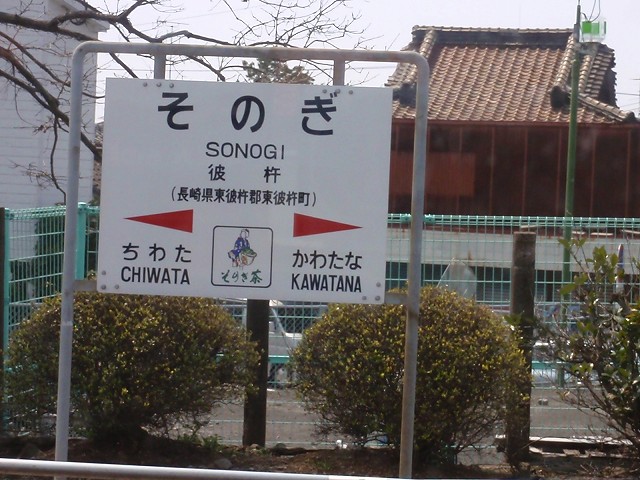 そのぎ
SONOGI
彼杵
(長崎県東彼杵郡東彼杵町)
ちわた
CHIWATA
そのぎ茶
かわたな
KAWATANA